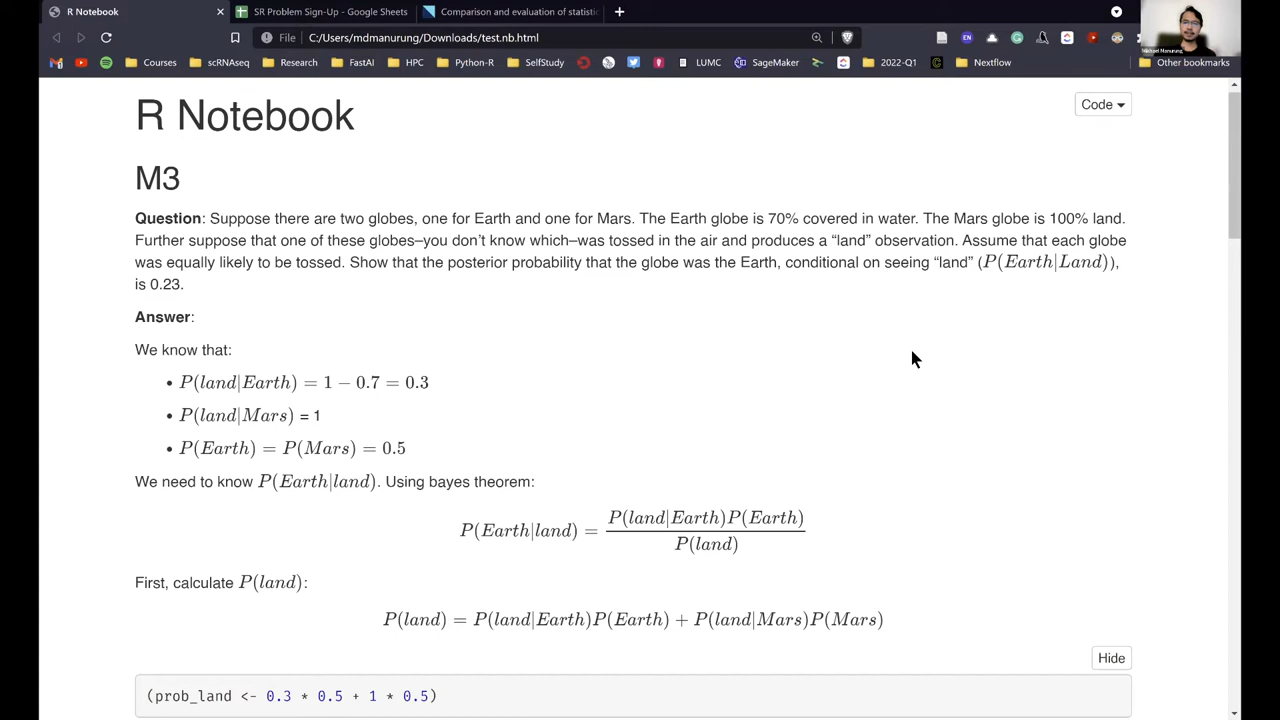 R Notebook
SR Problem Sign-Up - Google Sheets
Comparison and evaluation of statistic
File
C:/Users/mdmanurung/Downloads/test.nb.html
Michael Manurung
Courses
scRNAseq
Research
FastAI
HPC
Learn-R
SelfStudy
LUMC
SageMaker
2022-Q1
Nextflow
Other bookmarks
R Notebook
Code
M3
Question: Suppose there are two globes, one for Earth and one for Mars. The Earth globe is 70% covered in water. The Mars globe is 100% land.
Further suppose that one of these globes–you don't know which–was tossed in the air and produces a “land” observation. Assume that each globe
was equally likely to be tossed. Show that the posterior probability that the globe was the Earth, conditional on seeing “land” (P(Earth|Land)),
is 0.23.
Answer:
We know that:
• P(land|Earth) = 1 − 0.7 = 0.3
• P(land|Mars) = 1
• P(Earth) = P(Mars) = 0.5
We need to know P(Earth|land). Using bayes theorem:
P(Earth|land) = P(land|Earth)P(Earth)
P(land)
First, calculate P(land):
P(land) = P(land|Earth)P(Earth) + P(land|Mars)P(Mars)
Hide
(prob_land <- 0.3 * 0.5 + 1 * 0.5)